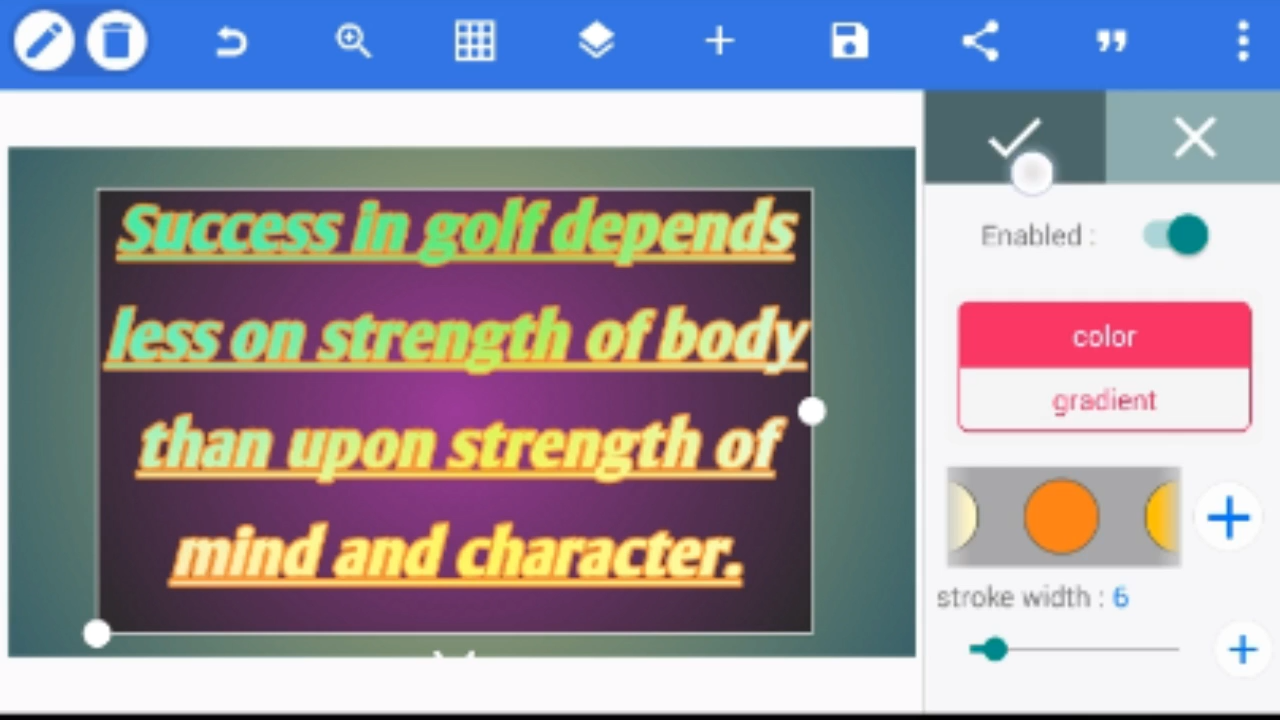 Success in golf depends
less on strength of body
than upon strength of
mind and character.
Enabled :
color
gradient
stroke width : 6